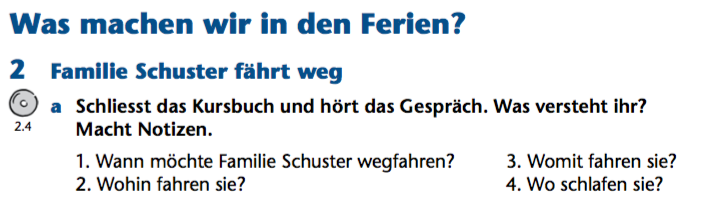 Was machen wir in den Ferien?
2 Familie Schuster fährt weg
a Schliesst das Kursbuch und hört das Gespräch. Was versteht ihr?
2.4 Macht Notizen.
1. Wann möchte Familie Schuster wegfahren? 3. Womit fahren sie?
2. Wohin fahren sie? 4. Wo schlafen sie?